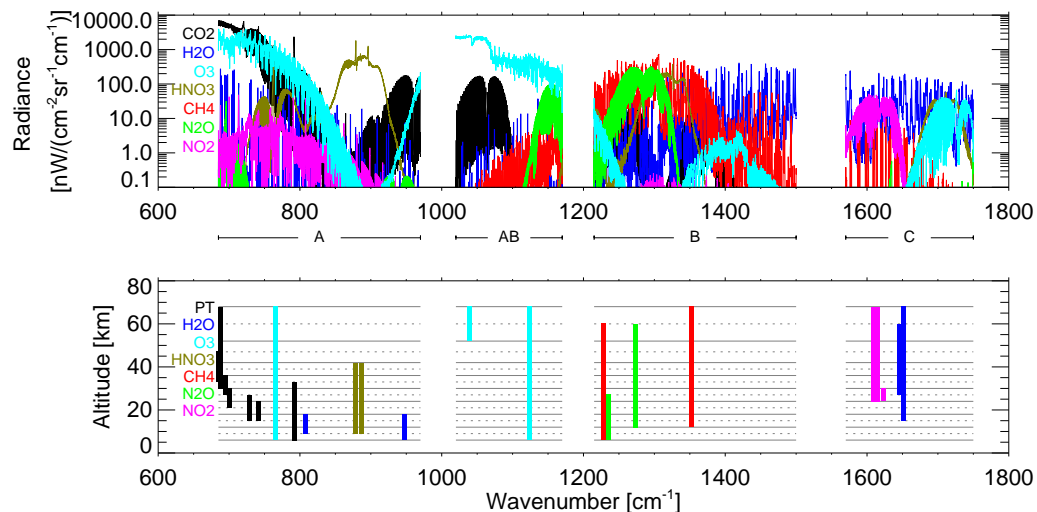 Radiance
[nW/(cm⁻²sr⁻¹cm⁻¹)]
10000.0
1000.0
100.0
10.0
1.0
0.1
CO2
H2O
O3
HNO3
CH4
N2O
NO2
600 800 1000 1200 1400 1600 1800
A AB B C
Altitude [km]
80
60
40
20
0
PT
H2O
O3
HNO3
CH4
N2O
NO2
600 800 1000 1200 1400 1600 1800
Wavenumber [cm⁻¹]